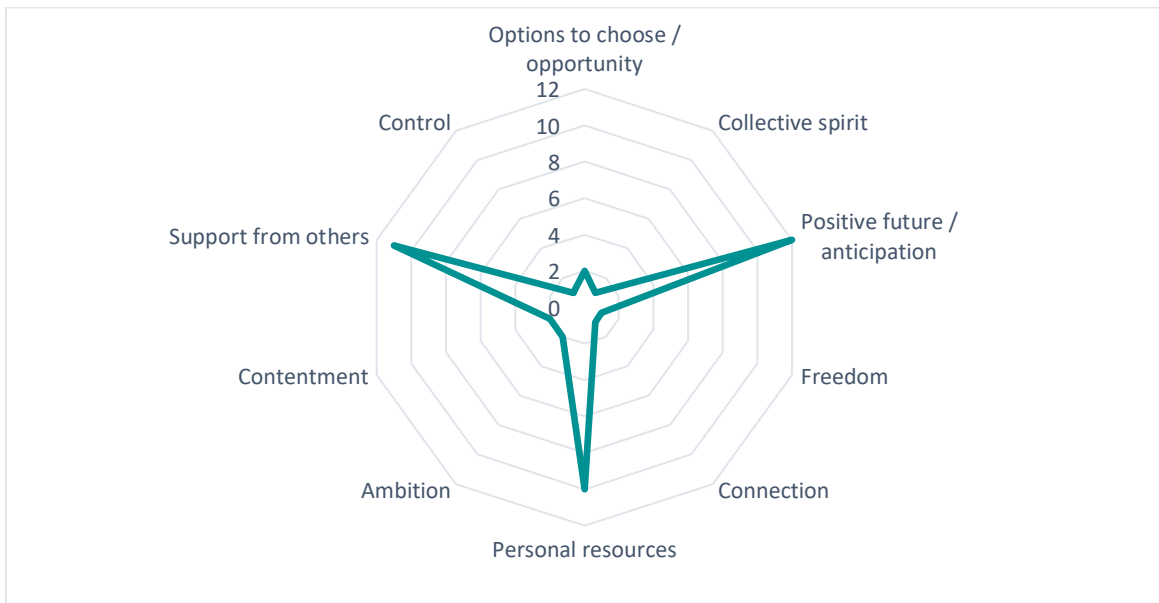 Options to choose /
opportunity
12
10
8
6
4
2
0
Collective spirit
Positive future /
anticipation
Freedom
Connection
Personal resources
Ambition
Contentment
Support from others
Control